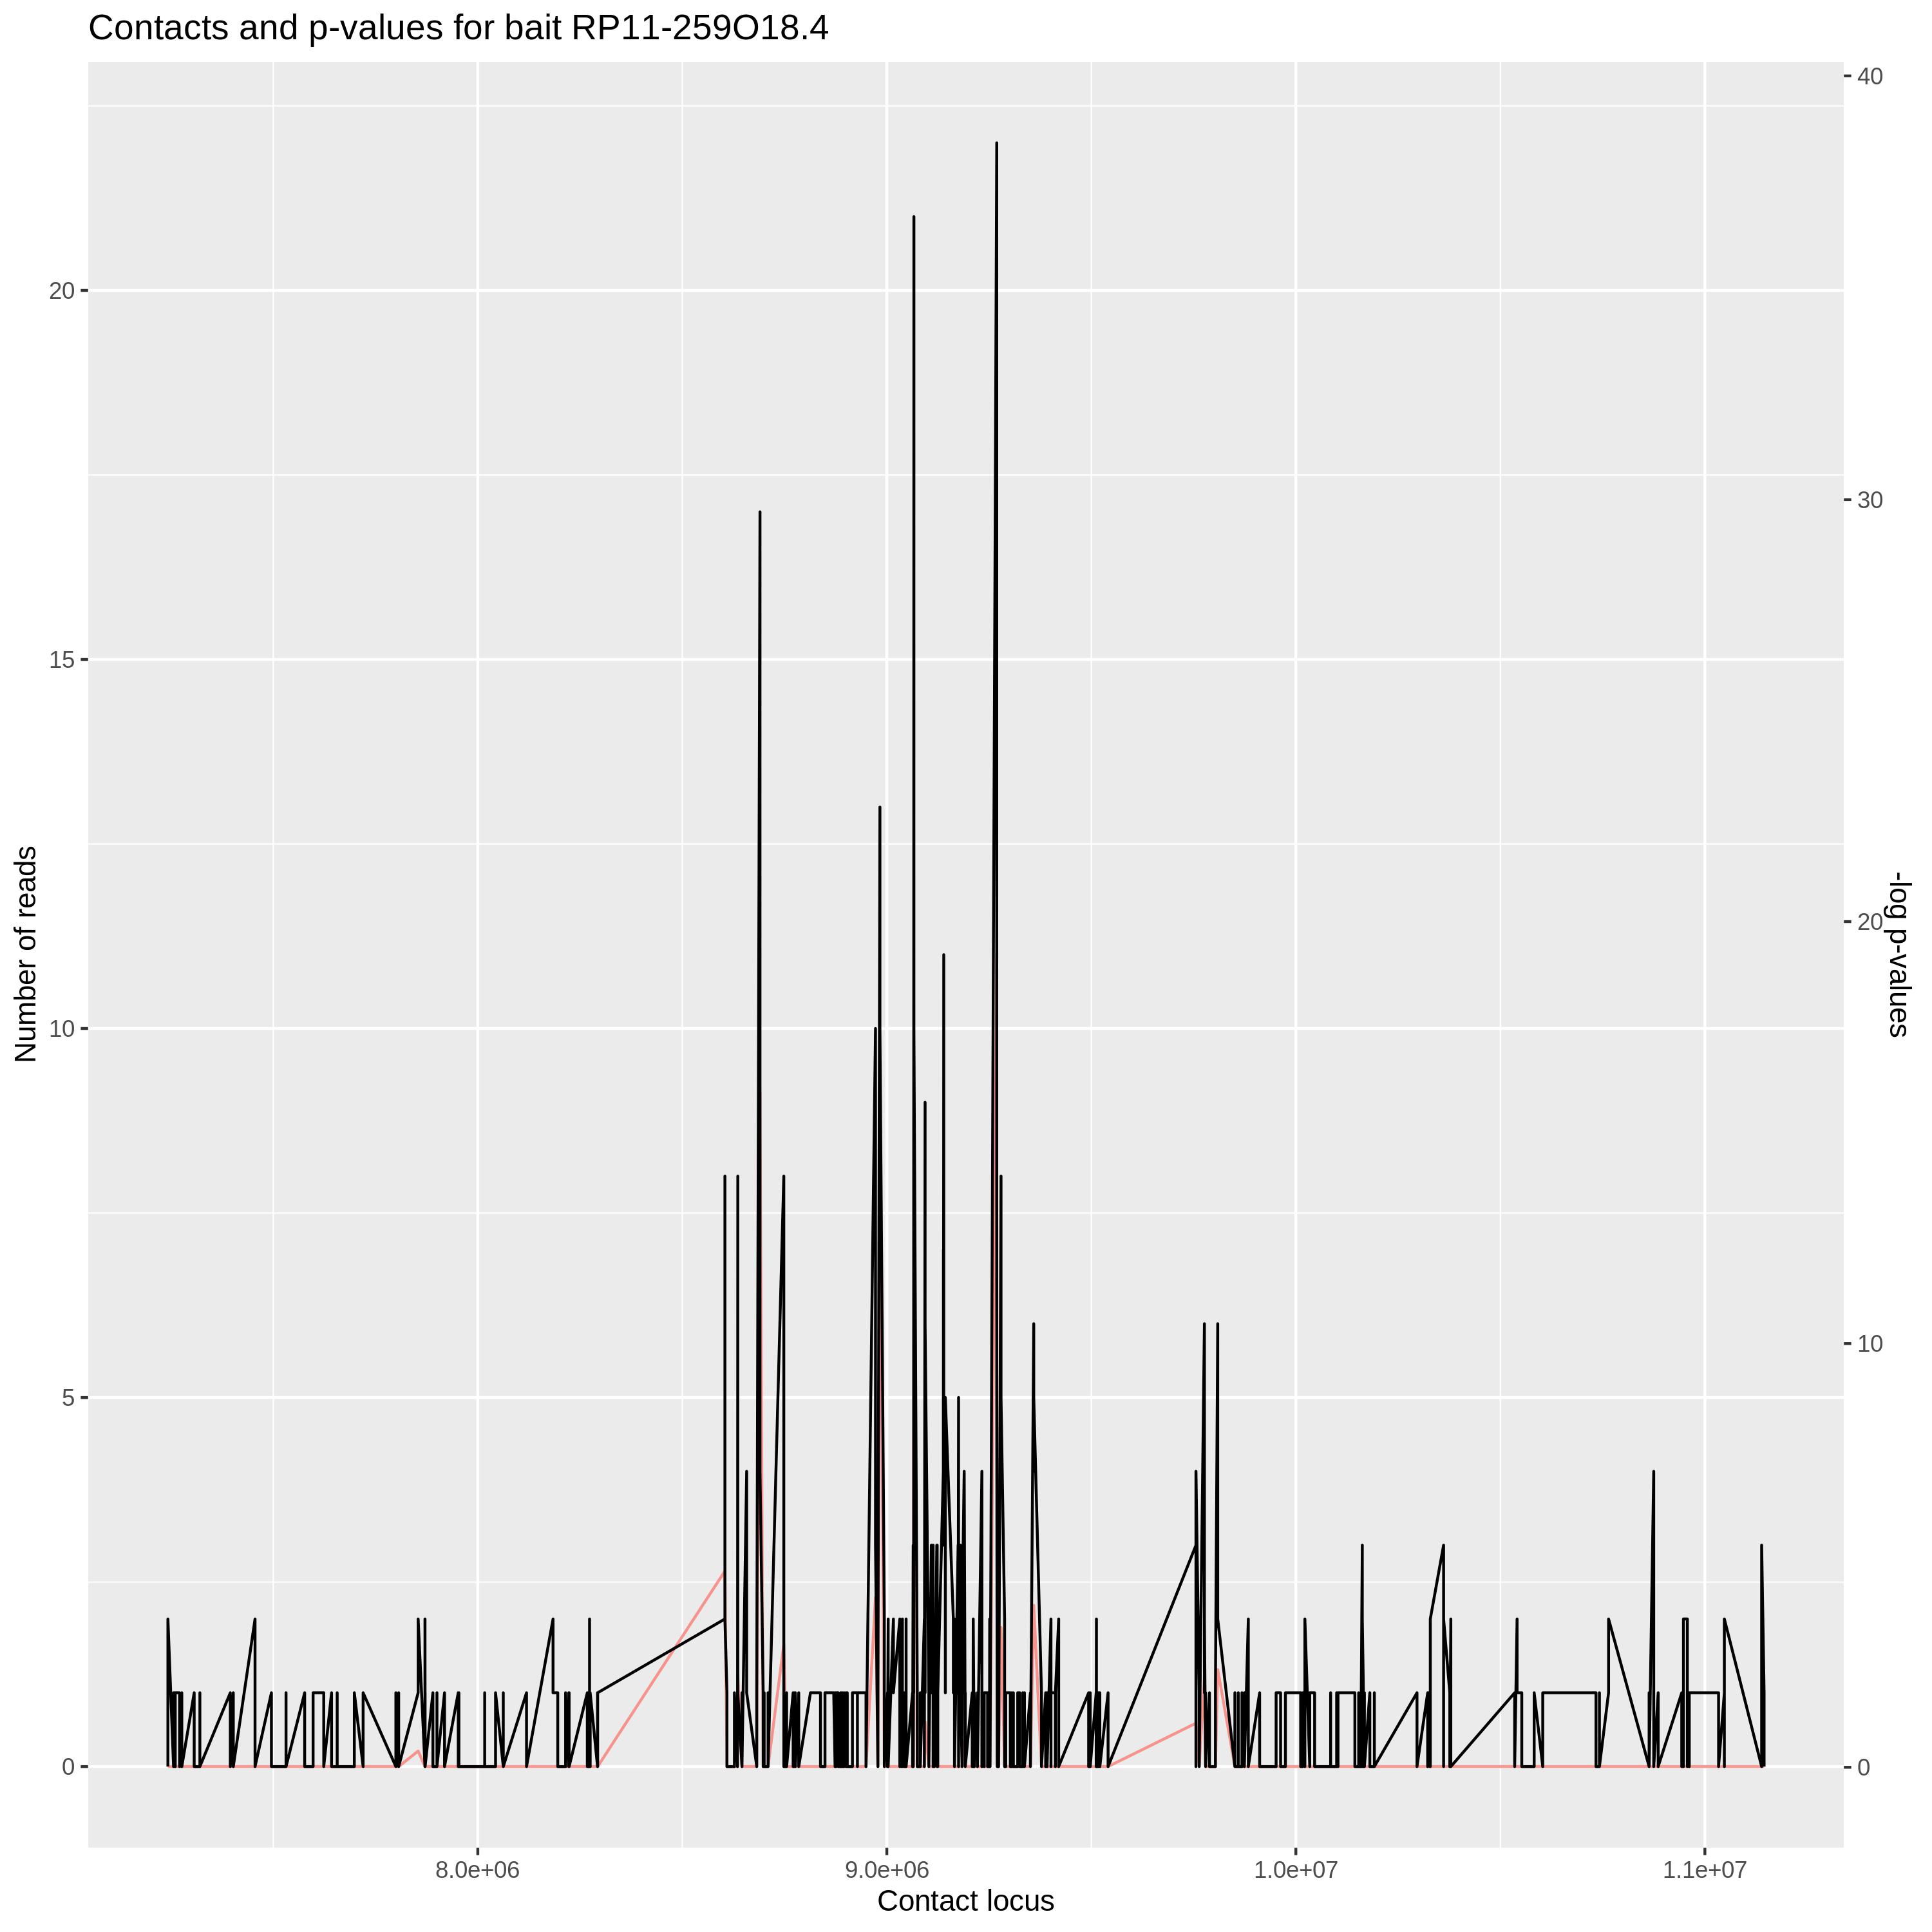 Contacts and p-values for bait RP11-259O18.4
40
20
30
15
Number of reads
-log p-values
20
10
10
5
0
0
8.0e+06
9.0e+06
1.0e+07
1.1e+07
Contact locus